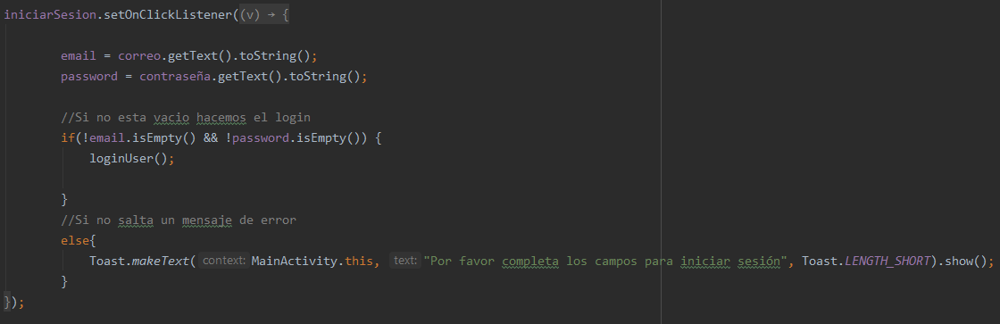 iniciarSesion.setOnClickListener((v) → {
email = correo.getText().toString();
password = contraseña.getText().toString();
//Si no esta vacio hacemos el login
if(!email.isEmpty() && !password.isEmpty()) {
loginUser();
}
//Si no salta un mensaje de error
else{
Toast.makeText( context: MainActivity.this, text: "Por favor completa los campos para iniciar sesión", Toast.LENGTH_SHORT).show();
}
});